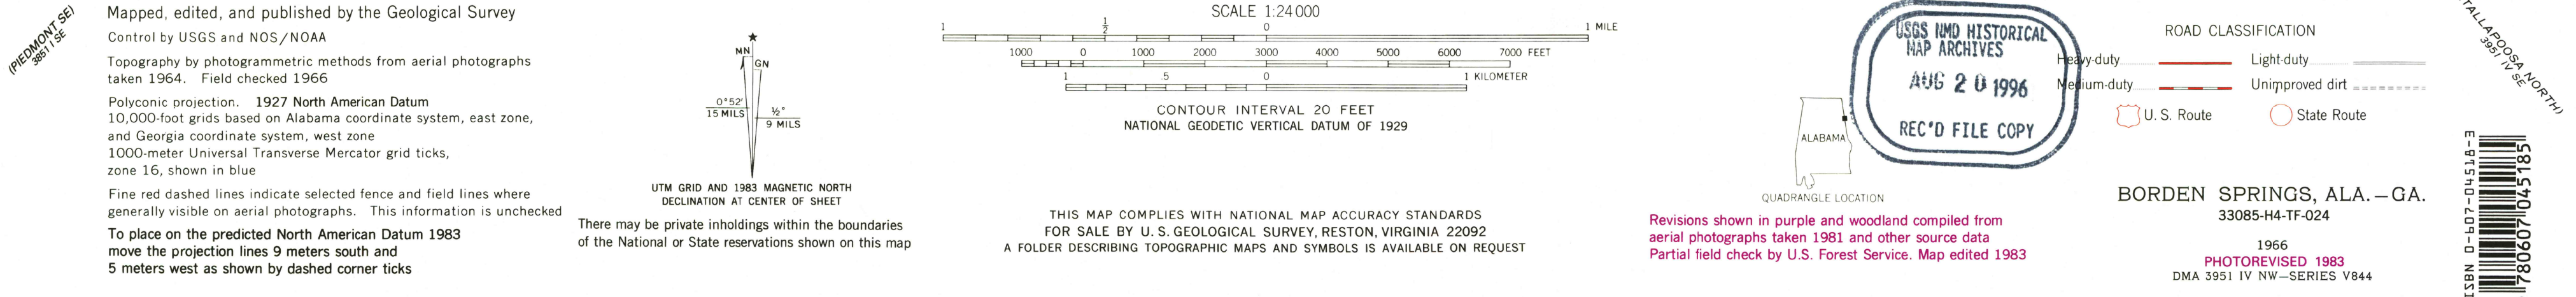 (PIEDMONT SE)
3851 I SE
Mapped, edited, and published by the Geological Survey
Control by USGS and NOS/NOAA
Topography by photogrammetric methods from aerial photographs
taken 1964. Field checked 1966
Polyconic projection. 1927 North American Datum
10,000-foot grids based on Alabama coordinate system, east zone,
and Georgia coordinate system, west zone
1000-meter Universal Transverse Mercator grid ticks,
zone 16, shown in blue
Fine red dashed lines indicate selected fence and field lines where
generally visible on aerial photographs. This information is unchecked
To place on the predicted North American Datum 1983
move the projection lines 9 meters south and
5 meters west as shown by dashed corner ticks
MN
GN
0°52′
15 MILS
½°
9 MILS
UTM GRID AND 1983 MAGNETIC NORTH
DECLINATION AT CENTER OF SHEET
There may be private inholdings within the boundaries
of the National or State reservations shown on this map
SCALE 1:24 000
1 ½ 0 1 MILE
1000 0 1000 2000 3000 4000 5000 6000 7000 FEET
1 .5 0 1 KILOMETER
CONTOUR INTERVAL 20 FEET
NATIONAL GEODETIC VERTICAL DATUM OF 1929
THIS MAP COMPLIES WITH NATIONAL MAP ACCURACY STANDARDS
FOR SALE BY U. S. GEOLOGICAL SURVEY, RESTON, VIRGINIA 22092
A FOLDER DESCRIBING TOPOGRAPHIC MAPS AND SYMBOLS IS AVAILABLE ON REQUEST
USGS NMD HISTORICAL
MAP ARCHIVES
AUG 20 1996
REC'D FILE COPY
ALABAMA
QUADRANGLE LOCATION
Revisions shown in purple and woodland compiled from
aerial photographs taken 1981 and other source data
Partial field check by U.S. Forest Service. Map edited 1983
ROAD CLASSIFICATION
Heavy-duty Light-duty
Medium-duty Unimproved dirt
U. S. Route State Route
BORDEN SPRINGS, ALA.–GA.
33085-H4-TF-024
1966
PHOTOREVISED 1983
DMA 3951 IV NW–SERIES V844
(TALLAPOOSA NORTH)
3951 IV SE
ISBN 0-607-04518-3
780607 045185